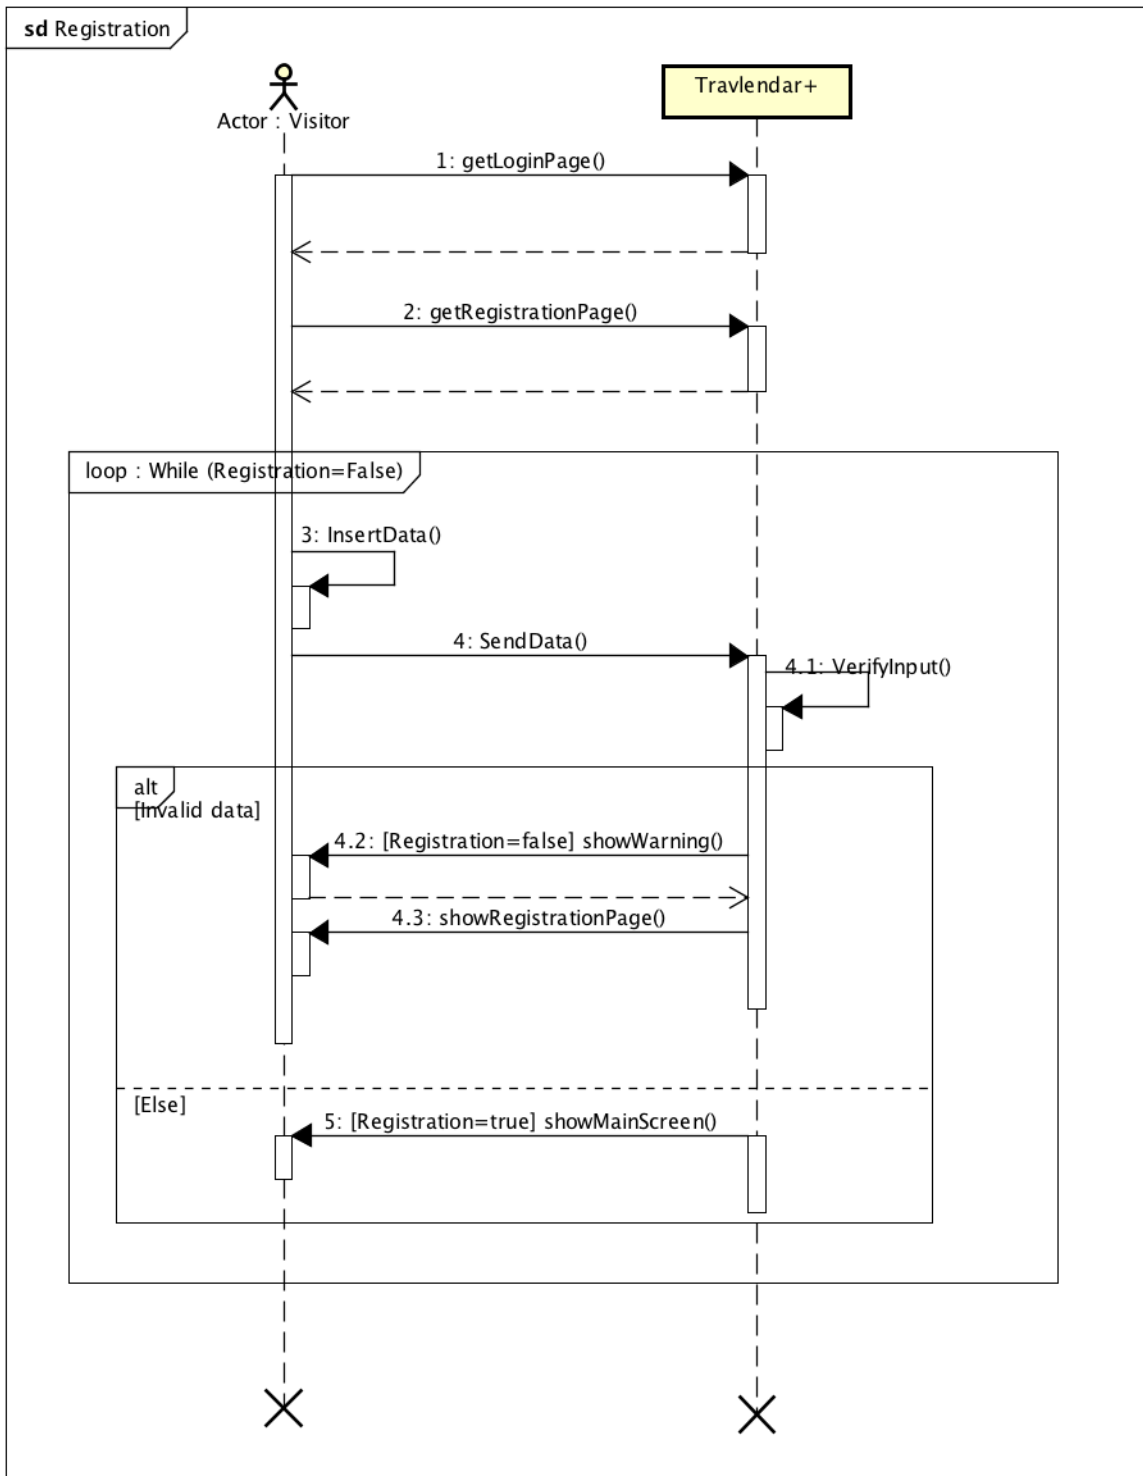 sd Registration
Travlendar+
Actor : Visitor
1: getLoginPage()
2: getRegistrationPage()
loop : While (Registration=False)
3: InsertData()
4: SendData()
4.1: VerifyInput()
alt
[Invalid data]
4.2: [Registration=false] showWarning()
4.3: showRegistrationPage()
[Else]
5: [Registration=true] showMainScreen()